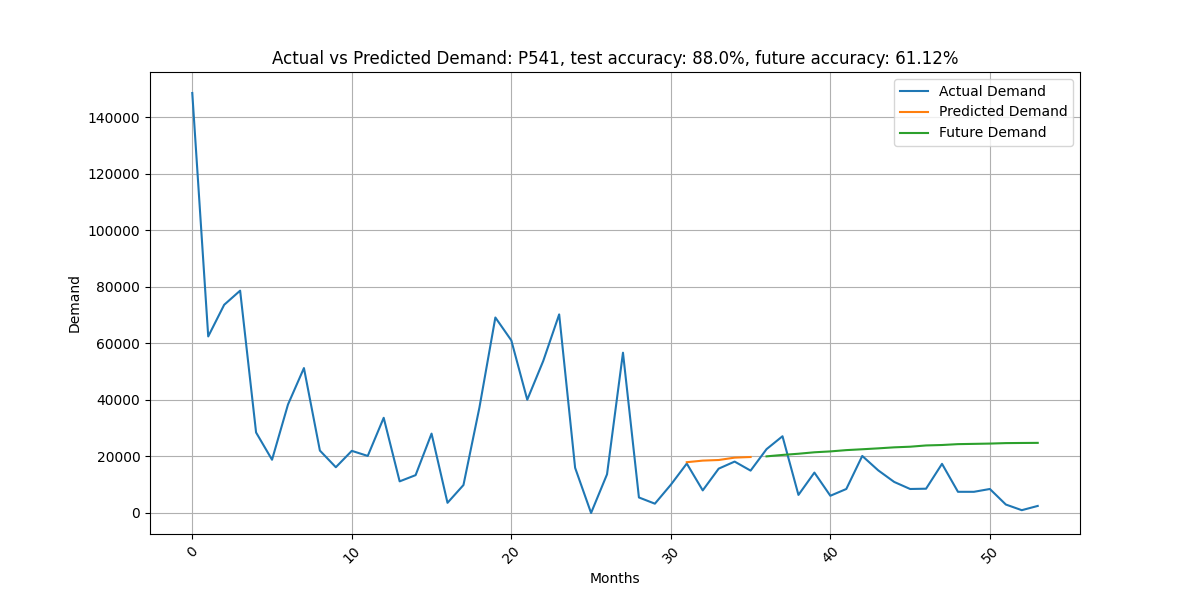 Actual vs Predicted Demand: P541, test accuracy: 88.0%, future accuracy: 61.12%
Actual Demand
Predicted Demand
Future Demand
140000
120000
100000
80000
60000
40000
20000
0
Demand
0 10 20 30 40 50
Months